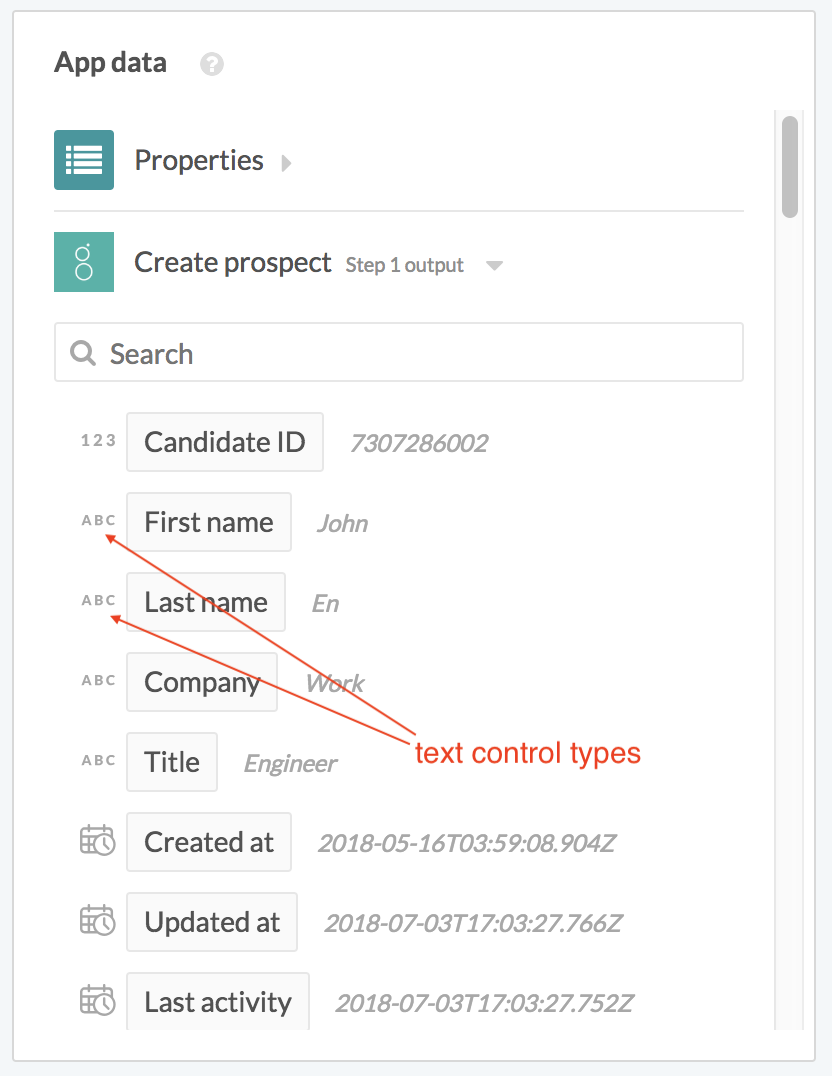 App data ?
Properties
Create prospect Step 1 output
Search
123 Candidate ID 7307286002
ABC First name John
ABC Last name En
ABC Company Work
ABC Title Engineer
text control types
Created at 2018-05-16T03:59:08.904Z
Updated at 2018-07-03T17:03:27.766Z
Last activity 2018-07-03T17:03:27.752Z